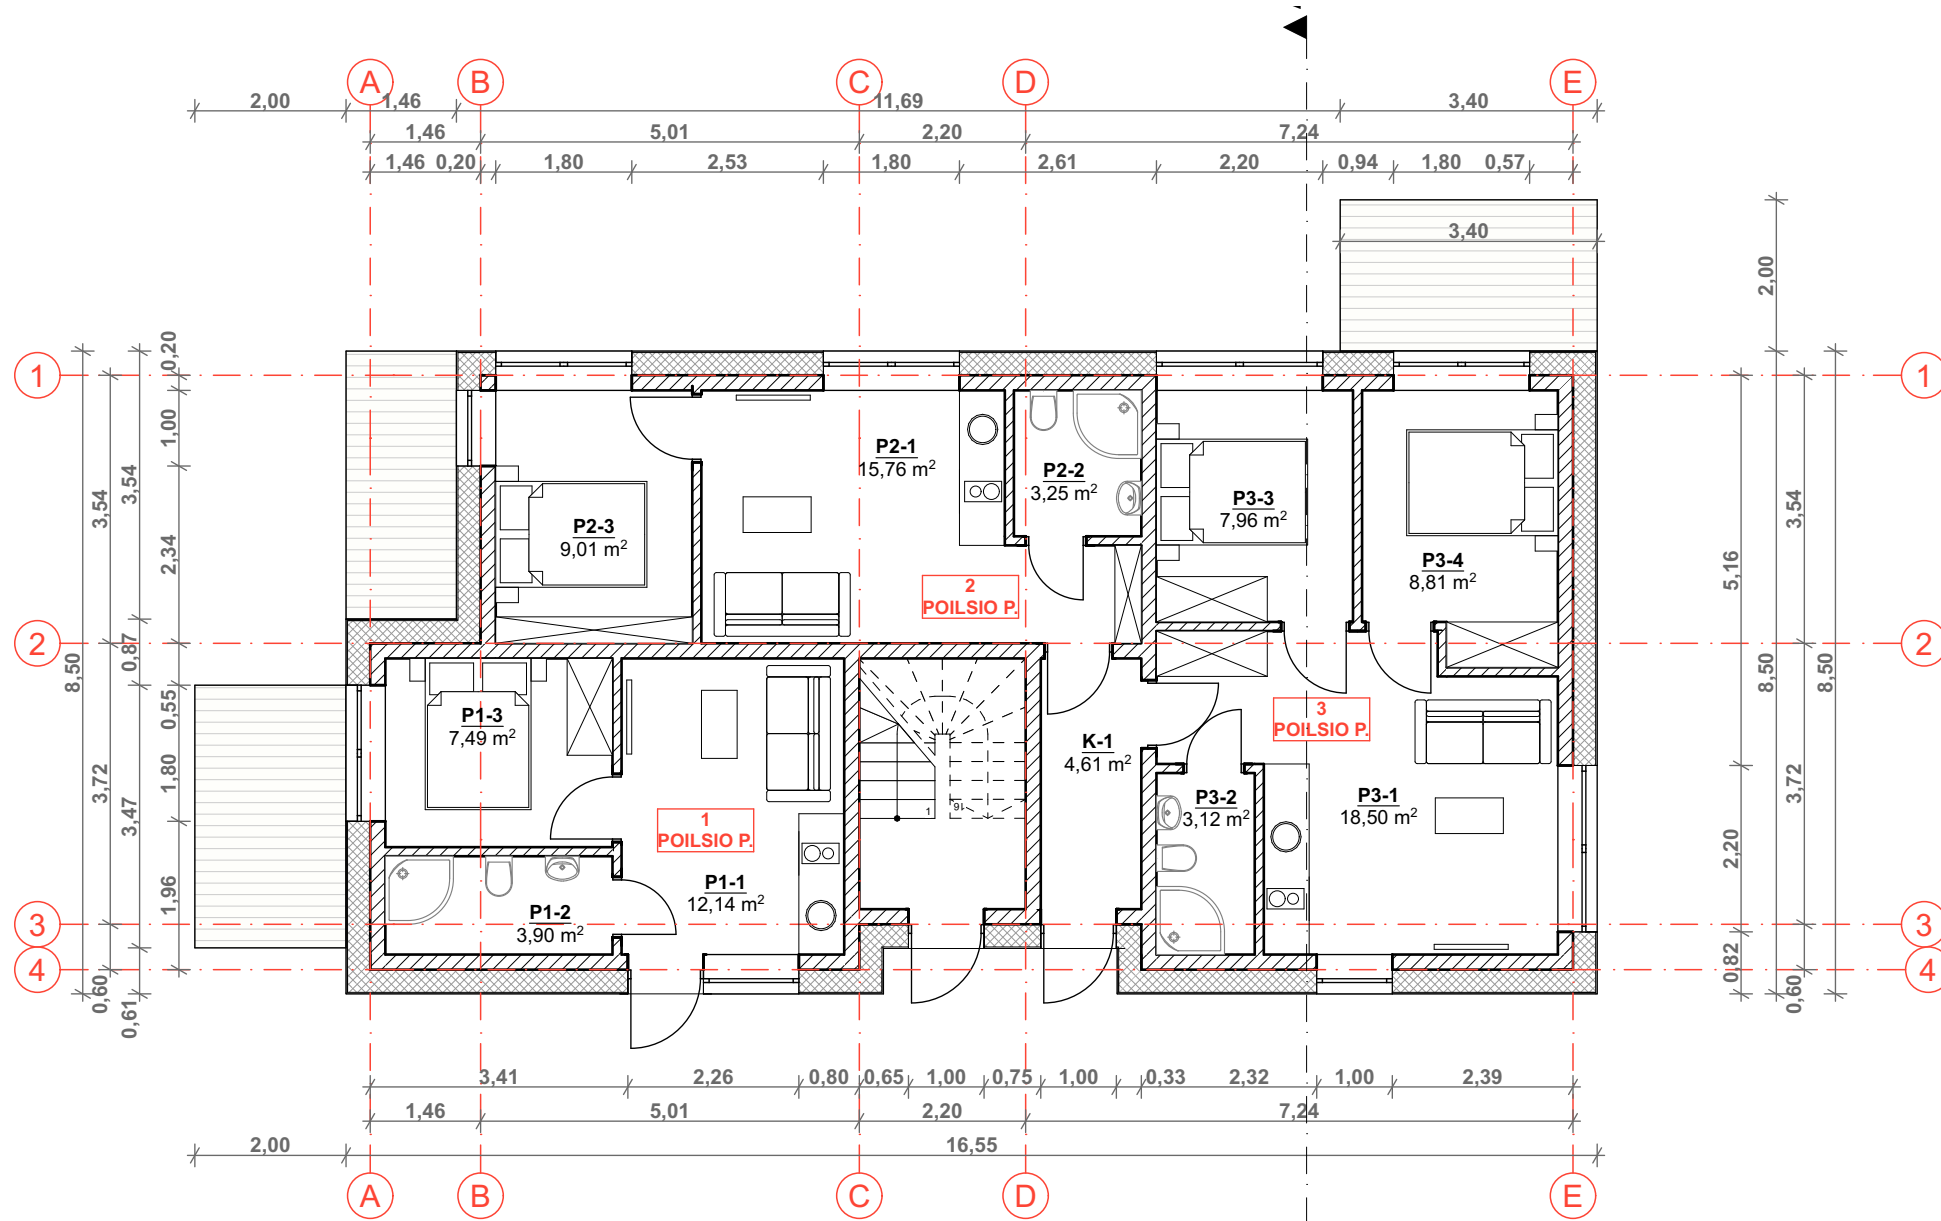 A B C D E
2,00 1,46 11,69 3,40
1,46 5,01 2,20 7,24
1,46 0,20 1,80 2,53 1,80 2,61 2,20 0,94 1,80 0,57
3,40
2,00
1
1
0,20
1,00
3,54
3,54
2,34
P2-1
15,76 m²
P2-2
3,25 m²
P2-3
9,01 m²
P3-3
7,96 m²
P3-4
8,81 m²
3,54
5,16
2
POILSIO P.
2
2
8,50
0,87
0,55
8,50
8,50
P1-3
7,49 m²
3
POILSIO P.
K-1
4,61 m²
1,80
3,72
3,47
3,72
P3-2
3,12 m²
P3-1
18,50 m²
1
16
1
POILSIO P.
2,20
P1-1
12,14 m²
P1-2
3,90 m²
1,96
3
3
4
4
0,60
0,61
0,82
0,60
3,41 2,26 0,80 0,65 1,00 0,75 1,00 0,33 2,32 1,00 2,39
1,46 5,01 2,20 7,24
2,00 16,55
A B C D E